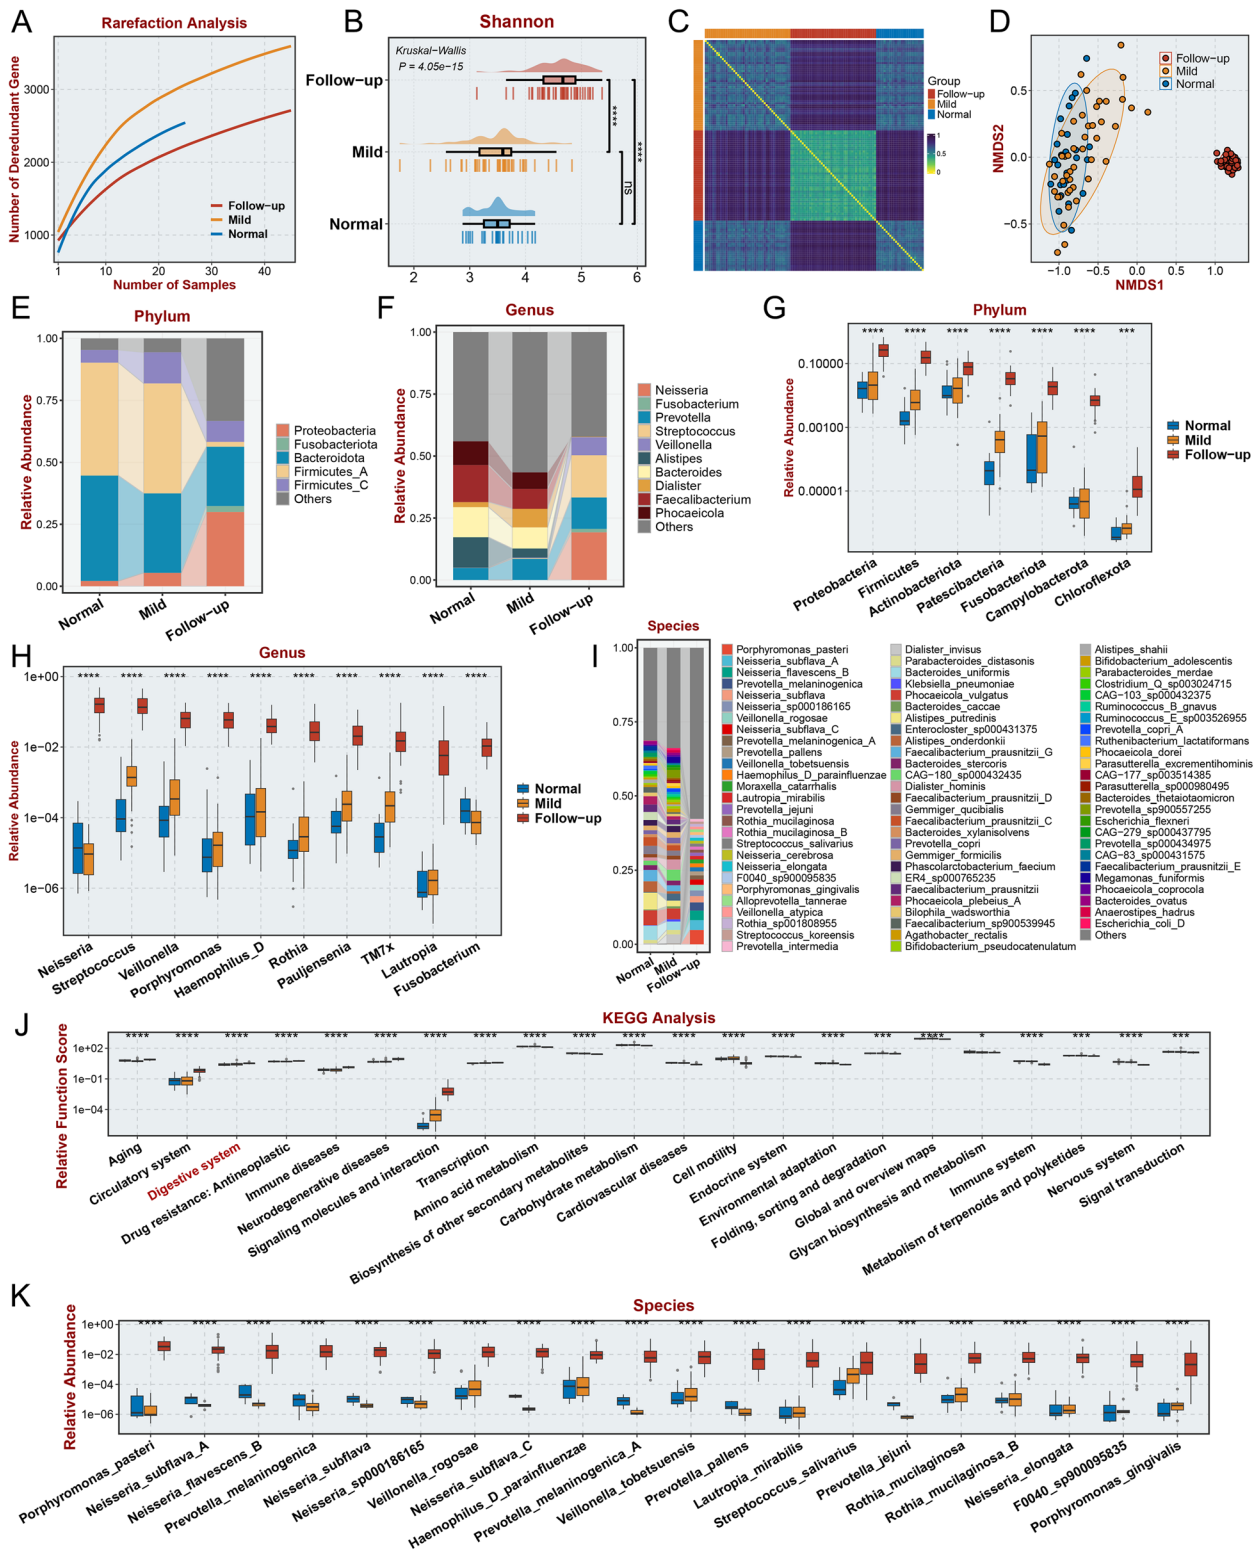 A
Rarefaction Analysis
Number of Deredundant Gene
3000
2000
1000
Follow-up
Mild
Normal
1
10
20
30
40
Number of Samples
B
Shannon
Kruskal-Wallis
P = 4.05e-15
Follow-up
Mild
Normal
****
****
ns
2
3
4
5
6
C
Group
Follow-up
Mild
Normal
1
0
D
Follow-up
Mild
Normal
NMDS2
0.5
0.0
-0.5
-1.0
-0.5
0.0
0.5
1.0
NMDS1
E
Phylum
Relative Abundance
1.00
0.75
0.50
0.25
0.00
Normal
Mild
Follow-up
Proteobacteria
Fusobacteriota
Bacteroidota
Firmicutes_A
Firmicutes_C
Others
F
Genus
Relative Abundance
1.00
0.75
0.50
0.25
0.00
Normal
Mild
Follow-up
Neisseria
Fusobacterium
Prevotella
Streptococcus
Veillonella
Alistipes
Bacteroides
Dialister
Faecalibacterium
Phocaeicola
Others
G
Phylum
Relative Abundance
0.10000
0.00100
0.00001
**** **** **** **** **** **** ***
Normal
Mild
Follow-up
Proteobacteria
Firmicutes
Actinobacteriota
Patescibacteria
Fusobacteriota
Campylobacterota
Chloroflexota
H
Genus
Relative Abundance
1e+00
1e-02
1e-04
1e-06
**** **** **** **** **** **** **** **** **** ****
Normal
Mild
Follow-up
Neisseria
Streptococcus
Veillonella
Porphyromonas
Haemophilus_D
Rothia
Pauljensenia
TM7x
Lautropia
Fusobacterium
I
Species
Relative Abundance
1.00
0.75
0.50
0.25
0.00
Normal
Mild
Follow-up
Porphyromonas_pasteri
Neisseria_subflava_A
Neisseria_flavescens_B
Prevotella_melaninogenica
Neisseria_subflava
Neisseria_sp000186165
Veillonella_rogosae
Neisseria_subflava_C
Prevotella_melaninogenica_A
Prevotella_pallens
Veillonella_tobetsuensis
Haemophilus_D_parainfluenzae
Moraxella_catarrhalis
Lautropia_mirabilis
Prevotella_jejuni
Rothia_mucilaginosa
Rothia_mucilaginosa_B
Streptococcus_salivarius
Neisseria_cerebrosa
Neisseria_elongata
F0040_sp900095835
Porphyromonas_gingivalis
Alloprevotella_tannerae
Veillonella_atypica
Rothia_sp001808955
Streptococcus_koreensis
Prevotella_intermedia
Dialister_invisus
Parabacteroides_distasonis
Bacteroides_uniformis
Klebsiella_pneumoniae
Phocaeicola_vulgatus
Bacteroides_caccae
Alistipes_putredinis
Enterocloster_sp000431375
Alistipes_onderdonkii
Faecalibacterium_prausnitzii_G
Bacteroides_stercoris
CAG-180_sp000432435
Dialister_hominis
Faecalibacterium_prausnitzii_D
Gemmiger_qucibialis
Faecalibacterium_prausnitzii_C
Bacteroides_xylanisolvens
Prevotella_copri
Gemmiger_formicilis
Phascolarctobacterium_faecium
ER4_sp000765235
Faecalibacterium_prausnitzii
Phocaeicola_plebeius_A
Bilophila_wadsworthia
Faecalibacterium_sp900539945
Agathobacter_rectalis
Bifidobacterium_pseudocatenulatum
Alistipes_shahii
Bifidobacterium_adolescentis
Parabacteroides_merdae
Clostridium_Q_sp003024715
CAG-103_sp000432375
Ruminococcus_B_gnavus
Ruminococcus_E_sp003526955
Prevotella_copri_A
Ruthenibacterium_lactatiformans
Phocaeicola_dorei
Parasutterella_excrementihominis
CAG-177_sp003514385
Parasutterella_sp000980495
Bacteroides_thetaiotaomicron
Prevotella_sp900557255
Escherichia_flexneri
CAG-279_sp000437795
Prevotella_sp000434975
CAG-83_sp000431575
Faecalibacterium_prausnitzii_E
Megamonas_funiformis
Phocaeicola_coprocola
Bacteroides_ovatus
Anaerostipes_hadrus
Escherichia_coli_D
Others
J
KEGG Analysis
Relative Function Score
1e+02
1e-01
1e-04
**** **** **** **** **** **** **** **** **** **** **** **** **** **** **** *** **** * **** *** **** ***
Aging
Circulatory system
Digestive system
Drug resistance: Antineoplastic
Immune diseases
Neurodegenerative diseases
Signaling molecules and interaction
Transcription
Amino acid metabolism
Biosynthesis of other secondary metabolites
Carbohydrate metabolism
Cardiovascular diseases
Cell motility
Endocrine system
Environmental adaptation
Folding, sorting and degradation
Global and overview maps
Glycan biosynthesis and metabolism
Immune system
Metabolism of terpenoids and polyketides
Nervous system
Signal transduction
K
Species
Relative Abundance
1e+00
1e-02
1e-04
1e-06
**** **** **** **** **** **** **** **** **** **** **** **** **** **** *** **** **** **** **** ****
Porphyromonas_pasteri
Neisseria_subflava_A
Neisseria_flavescens_B
Prevotella_melaninogenica
Neisseria_subflava
Neisseria_sp000186165
Veillonella_rogosae
Neisseria_subflava_C
Haemophilus_D_parainfluenzae
Prevotella_melaninogenica_A
Veillonella_tobetsuensis
Prevotella_pallens
Lautropia_mirabilis
Streptococcus_salivarius
Prevotella_jejuni
Rothia_mucilaginosa
Rothia_mucilaginosa_B
Neisseria_elongata
F0040_sp900095835
Porphyromonas_gingivalis